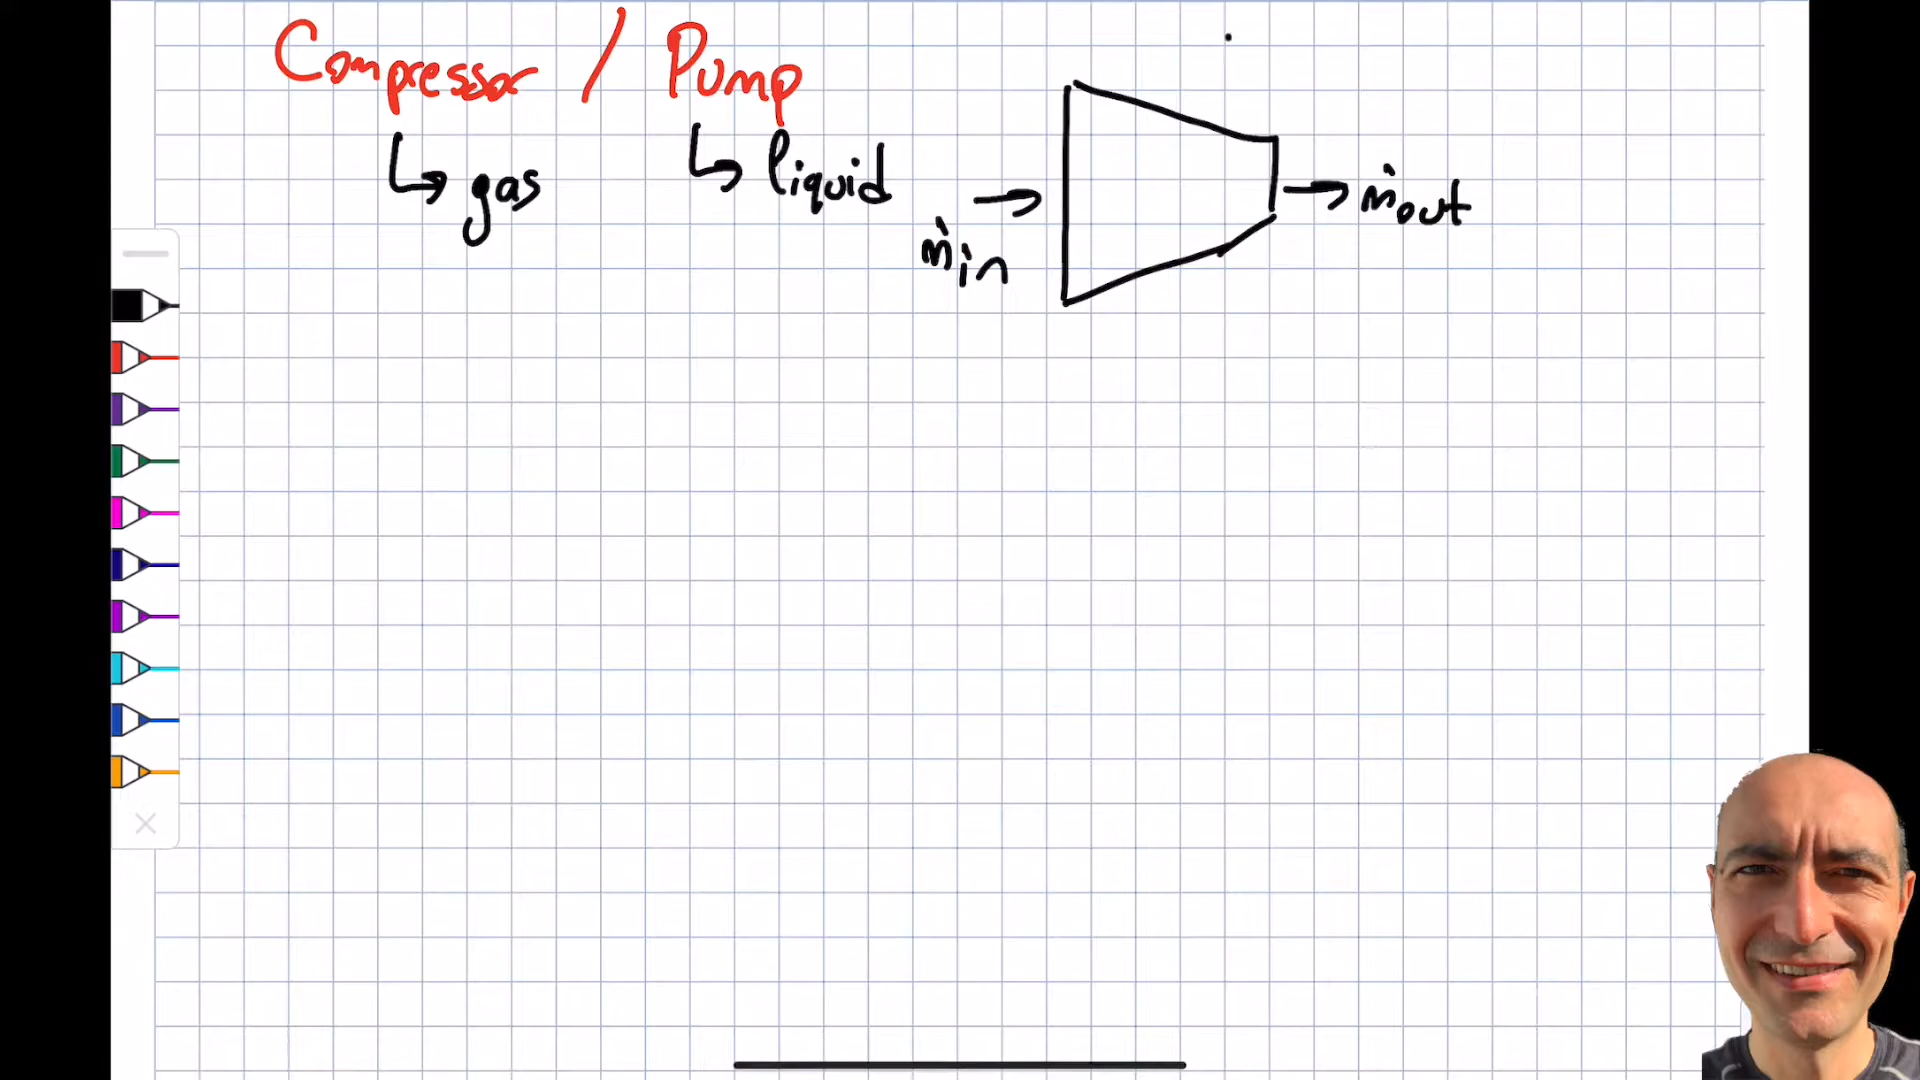 Compressor / Pump
↳ gas
↳ liquid
→ ṁin
→ ṁout